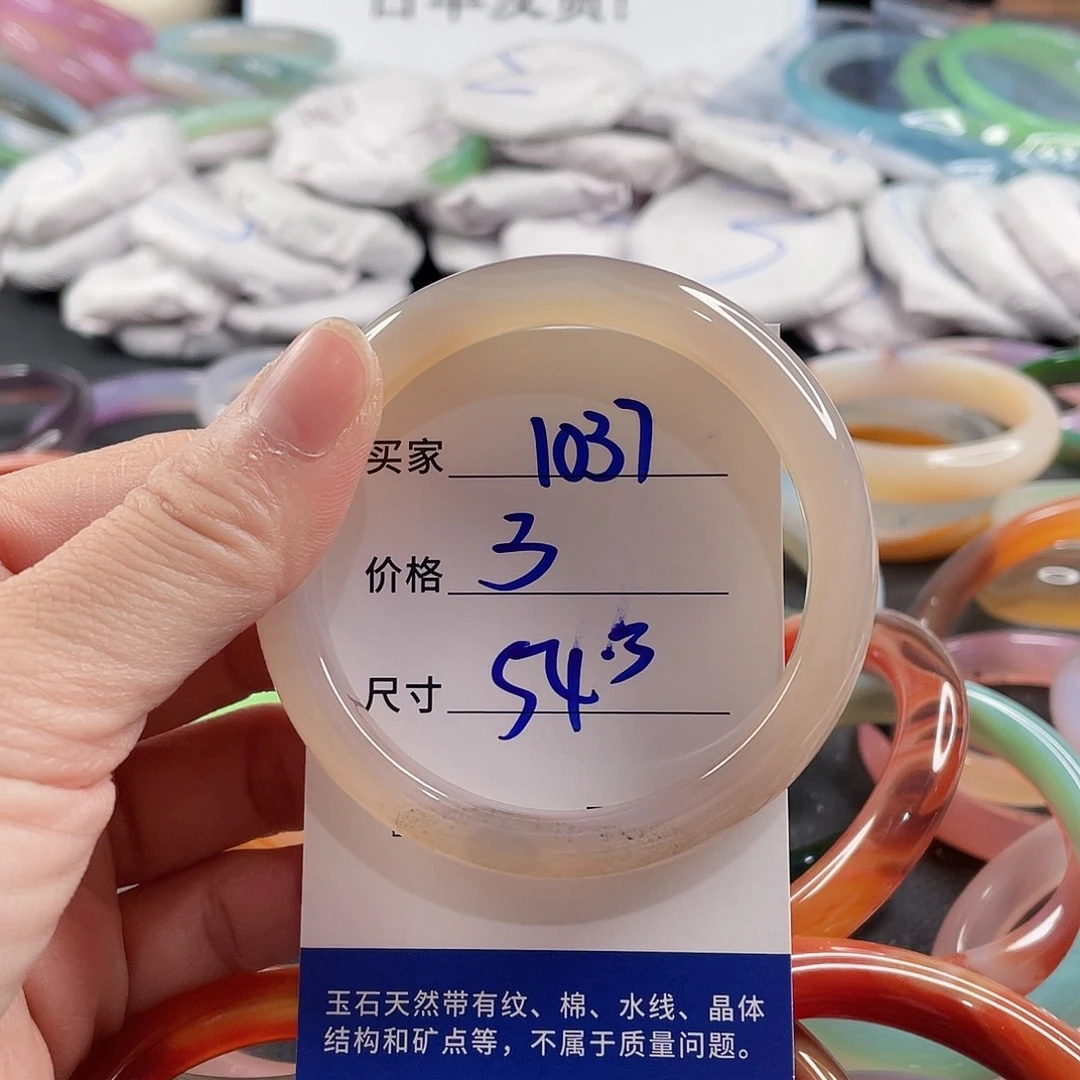 买家 1037
价格 3
尺寸 54.3
玉石天然带有纹、棉、水线、晶体
结构和矿点等，不属于质量问题。